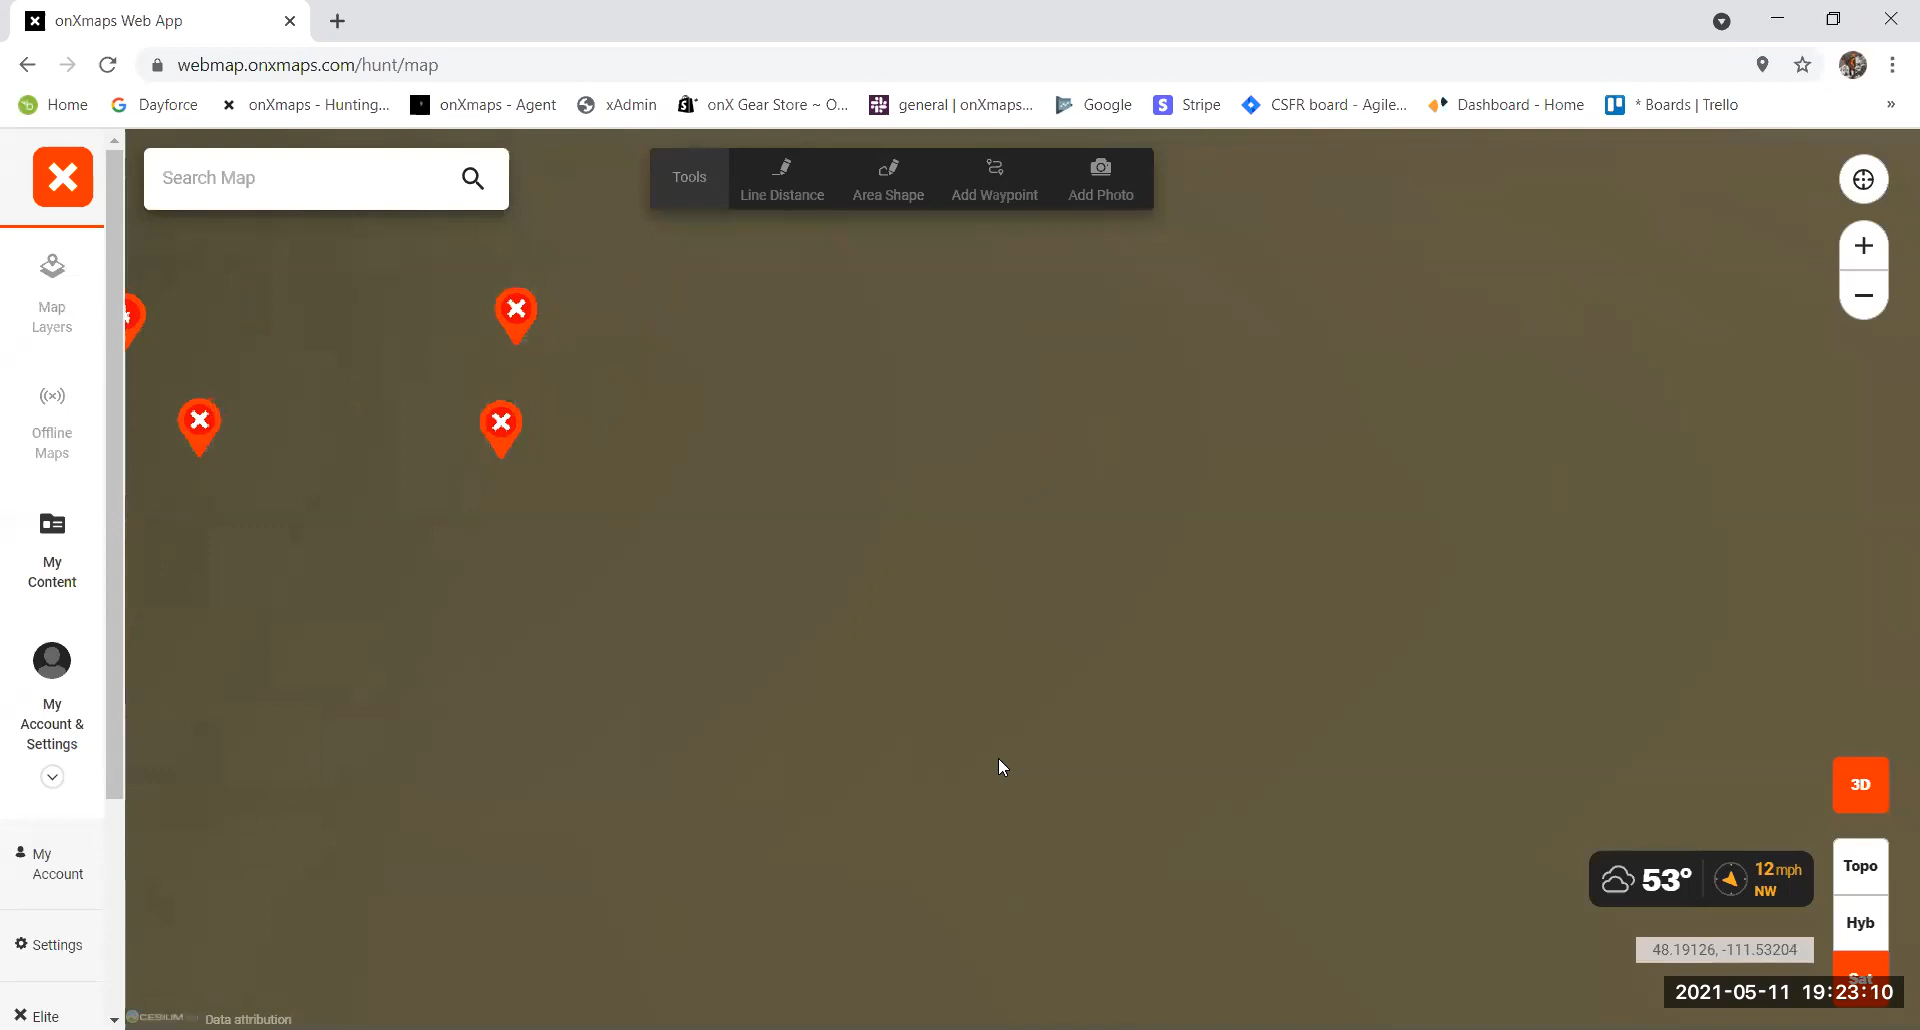 onXmaps Web App
webmap.onxmaps.com/hunt/map
Home
Dayforce
onXmaps - Hunting...
onXmaps - Agent
xAdmin
onX Gear Store ~ O...
general | onXmaps...
Google
Stripe
CSFR board - Agile...
Dashboard - Home
* Boards | Trello
»
Search Map
Tools
Line Distance
Area Shape
Add Waypoint
Add Photo
Map
Layers
Offline
Maps
My
Content
My
Account &
Settings
My
Account
Settings
Elite
3D
53°
12mph
NW
Topo
Hyb
Sat
48.19126, -111.53204
2021-05-11 19:23:10
CESIUM
Data attribution